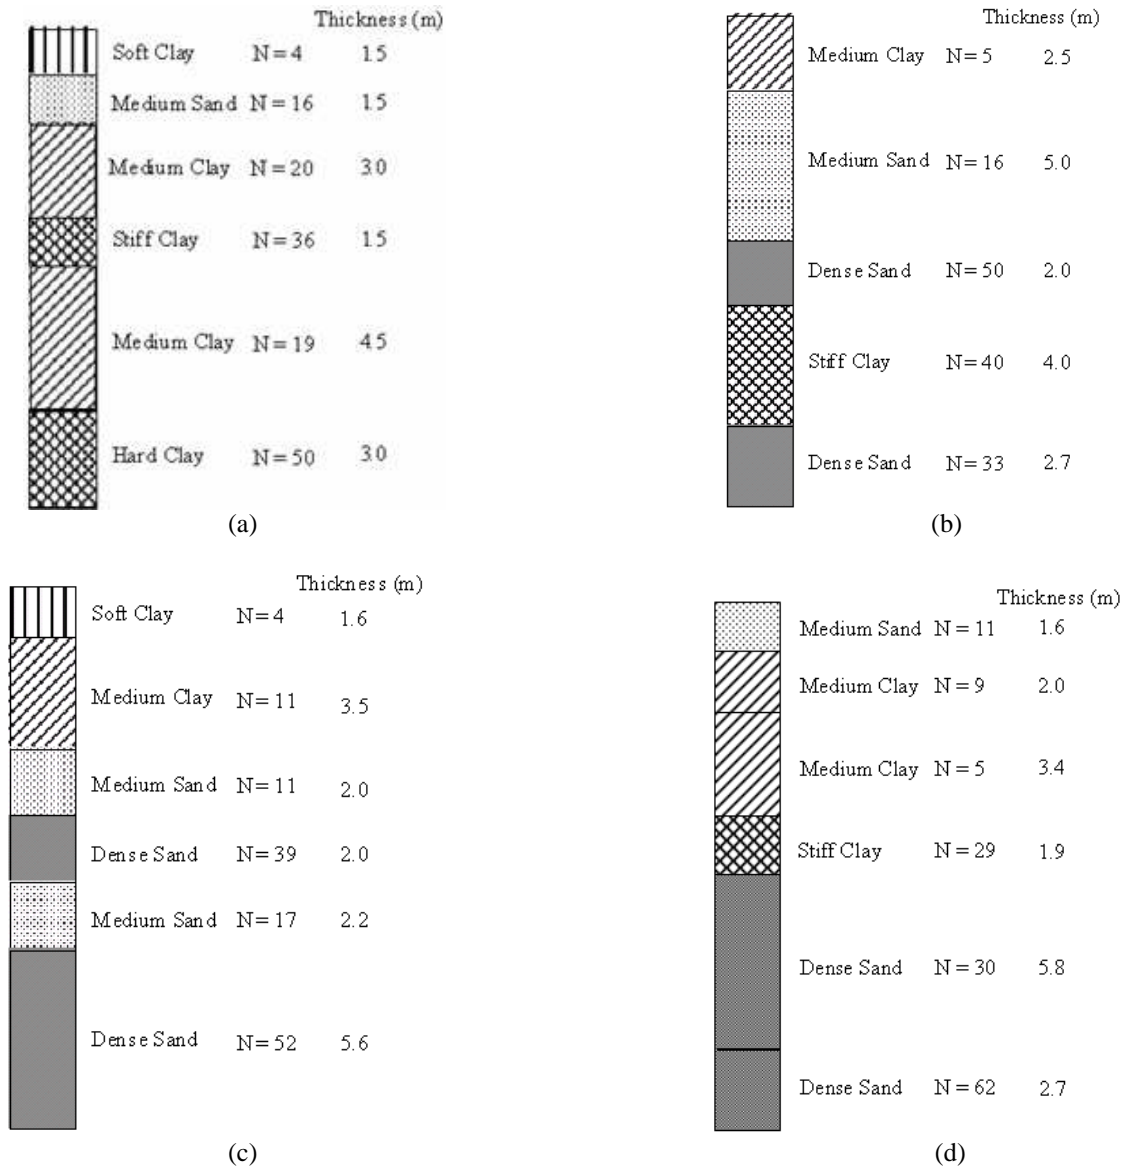 Thickness (m)
Soft Clay N=4 1.5
Medium Sand N=16 1.5
Medium Clay N=20 3.0
Stiff Clay N=36 1.5
Medium Clay N=19 4.5
Hard Clay N=50 3.0
(a)
Thickness (m)
Medium Clay N=5 2.5
Medium Sand N=16 5.0
Dense Sand N=50 2.0
Stiff Clay N=40 4.0
Dense Sand N=33 2.7
(b)
Thickness (m)
Soft Clay N=4 1.6
Medium Clay N=11 3.5
Medium Sand N=11 2.0
Dense Sand N=39 2.0
Medium Sand N=17 2.2
Dense Sand N=52 5.6
(c)
Thickness (m)
Medium Sand N=11 1.6
Medium Clay N=9 2.0
Medium Clay N=5 3.4
Stiff Clay N=29 1.9
Dense Sand N=30 5.8
Dense Sand N=62 2.7
(d)